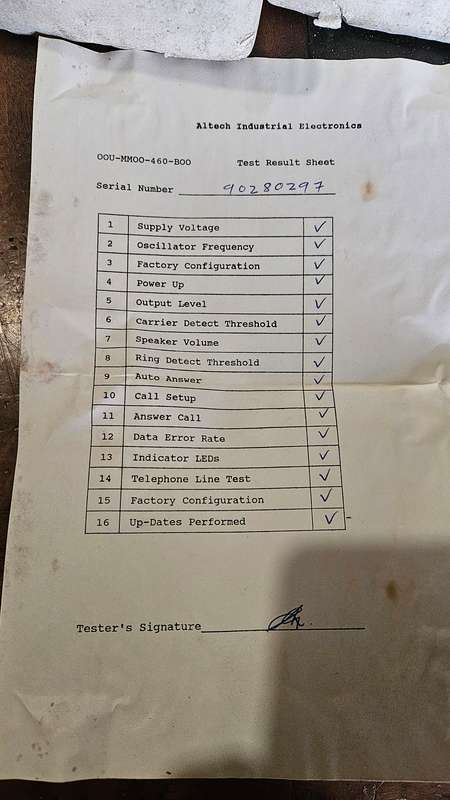 Altech Industrial Electronics
OOU-MMOO-460-BOO Test Result Sheet
Serial Number 90280297
1 Supply Voltage ✓
2 Oscillator Frequency ✓
3 Factory Configuration ✓
4 Power Up ✓
5 Output Level ✓
6 Carrier Detect Threshold ✓
7 Speaker Volume ✓
8 Ring Detect Threshold ✓
9 Auto Answer ✓
10 Call Setup ✓
11 Answer Call ✓
12 Data Error Rate ✓
13 Indicator LEDs ✓
14 Telephone Line Test ✓
15 Factory Configuration ✓
16 Up-Dates Performed ✓
Tester's Signature